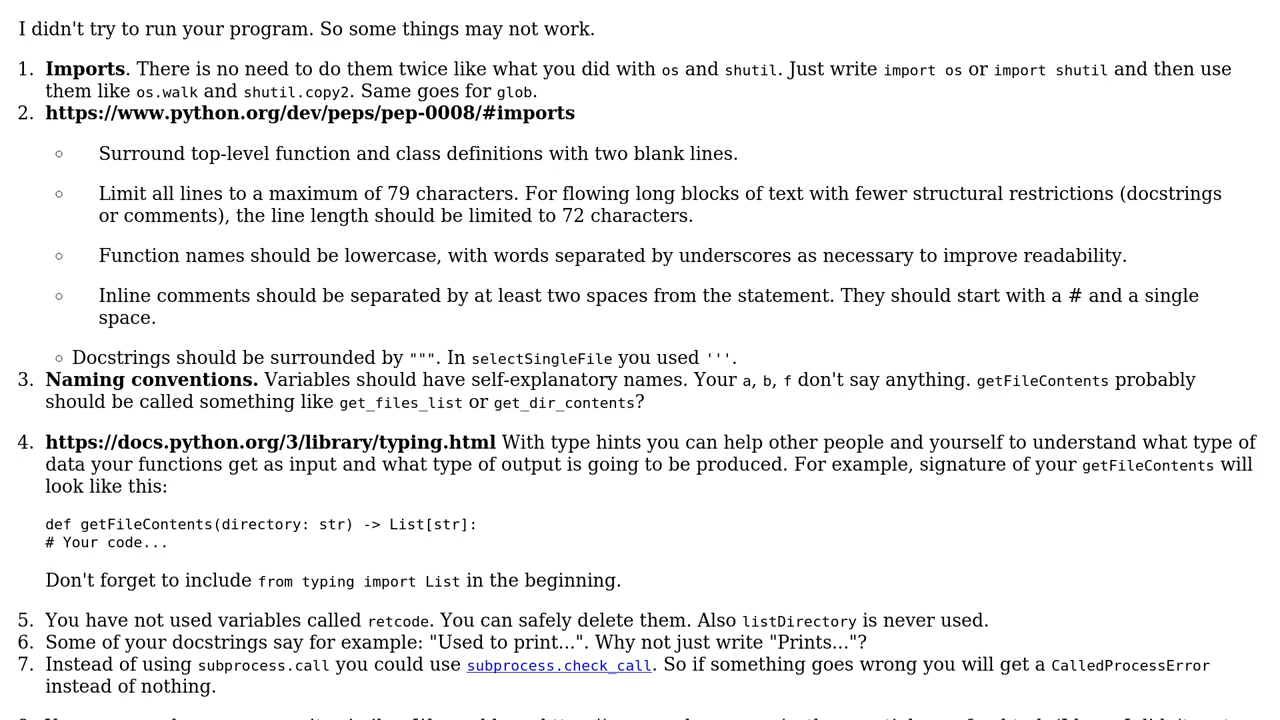 I didn't try to run your program. So some things may not work.
1. Imports. There is no need to do them twice like what you did with os and shutil. Just write import os or import shutil and then use
them like os.walk and shutil.copy2. Same goes for glob.
2. https://www.python.org/dev/peps/pep-0008/#imports
◦ Surround top-level function and class definitions with two blank lines.
◦ Limit all lines to a maximum of 79 characters. For flowing long blocks of text with fewer structural restrictions (docstrings
or comments), the line length should be limited to 72 characters.
◦ Function names should be lowercase, with words separated by underscores as necessary to improve readability.
◦ Inline comments should be separated by at least two spaces from the statement. They should start with a # and a single
space.
◦ Docstrings should be surrounded by """. In selectSingleFile you used '''.
3. Naming conventions. Variables should have self-explanatory names. Your a, b, f don't say anything. getFileContents probably
should be called something like get_files_list or get_dir_contents?
4. https://docs.python.org/3/library/typing.html With type hints you can help other people and yourself to understand what type of
data your functions get as input and what type of output is going to be produced. For example, signature of your getFileContents will
look like this:
def getFileContents(directory: str) -> List[str]:
# Your code...
Don't forget to include from typing import List in the beginning.
5. You have not used variables called retcode. You can safely delete them. Also listDirectory is never used.
6. Some of your docstrings say for example: "Used to print...". Why not just write "Prints..."?
7. Instead of using subprocess.call you could use subprocess.check_call. So if something goes wrong you will get a CalledProcessError
instead of nothing.